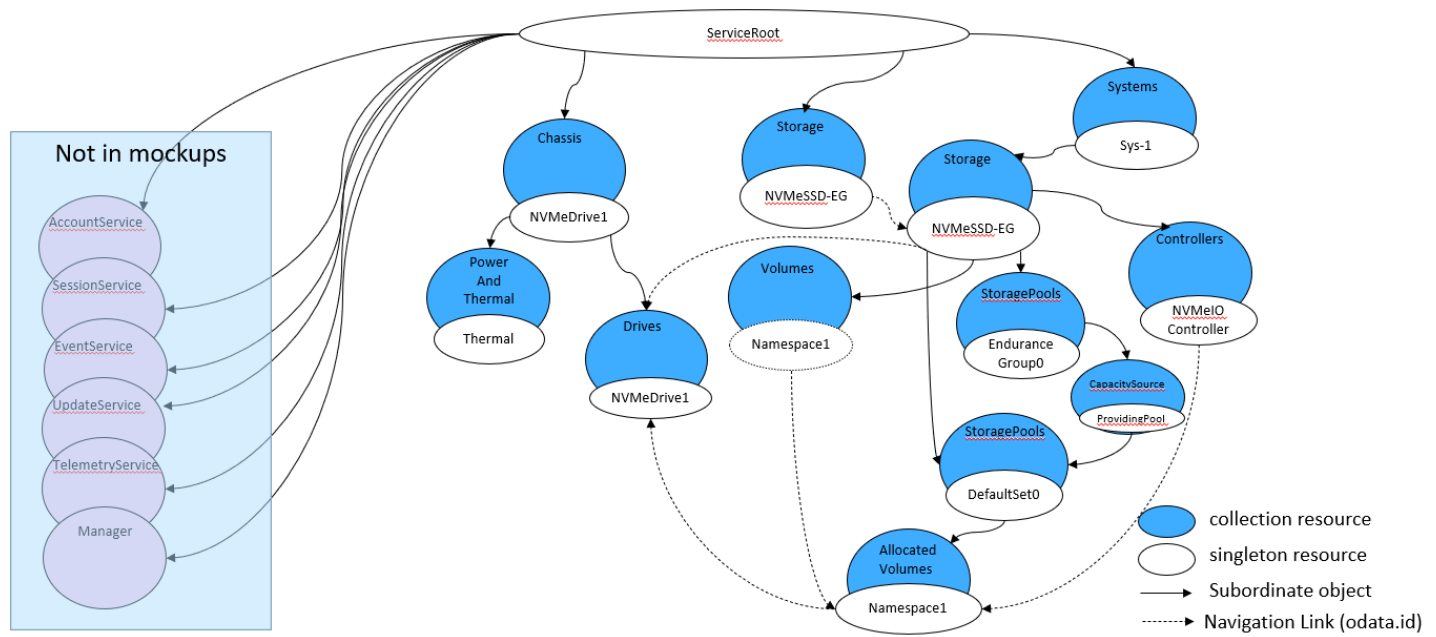 ServiceRoot
Systems
Sys-1
Not in mockups
Chassis
NVMeDrive1
Storage
NVMeSSD-EG
Storage
NVMeSSD-EG
AccountService
SessionService
EventService
UpdateService
TelemetryService
Manager
Power
And
Thermal
Thermal
Drives
NVMeDrive1
Volumes
Namespace1
StoragePools
Endurance
Group0
Controllers
NVMeIO
Controller
CapacitySource
ProvidingPool
StoragePools
DefaultSet0
Allocated
Volumes
Namespace1
collection resource
singleton resource
Subordinate object
Navigation Link (odata.id)